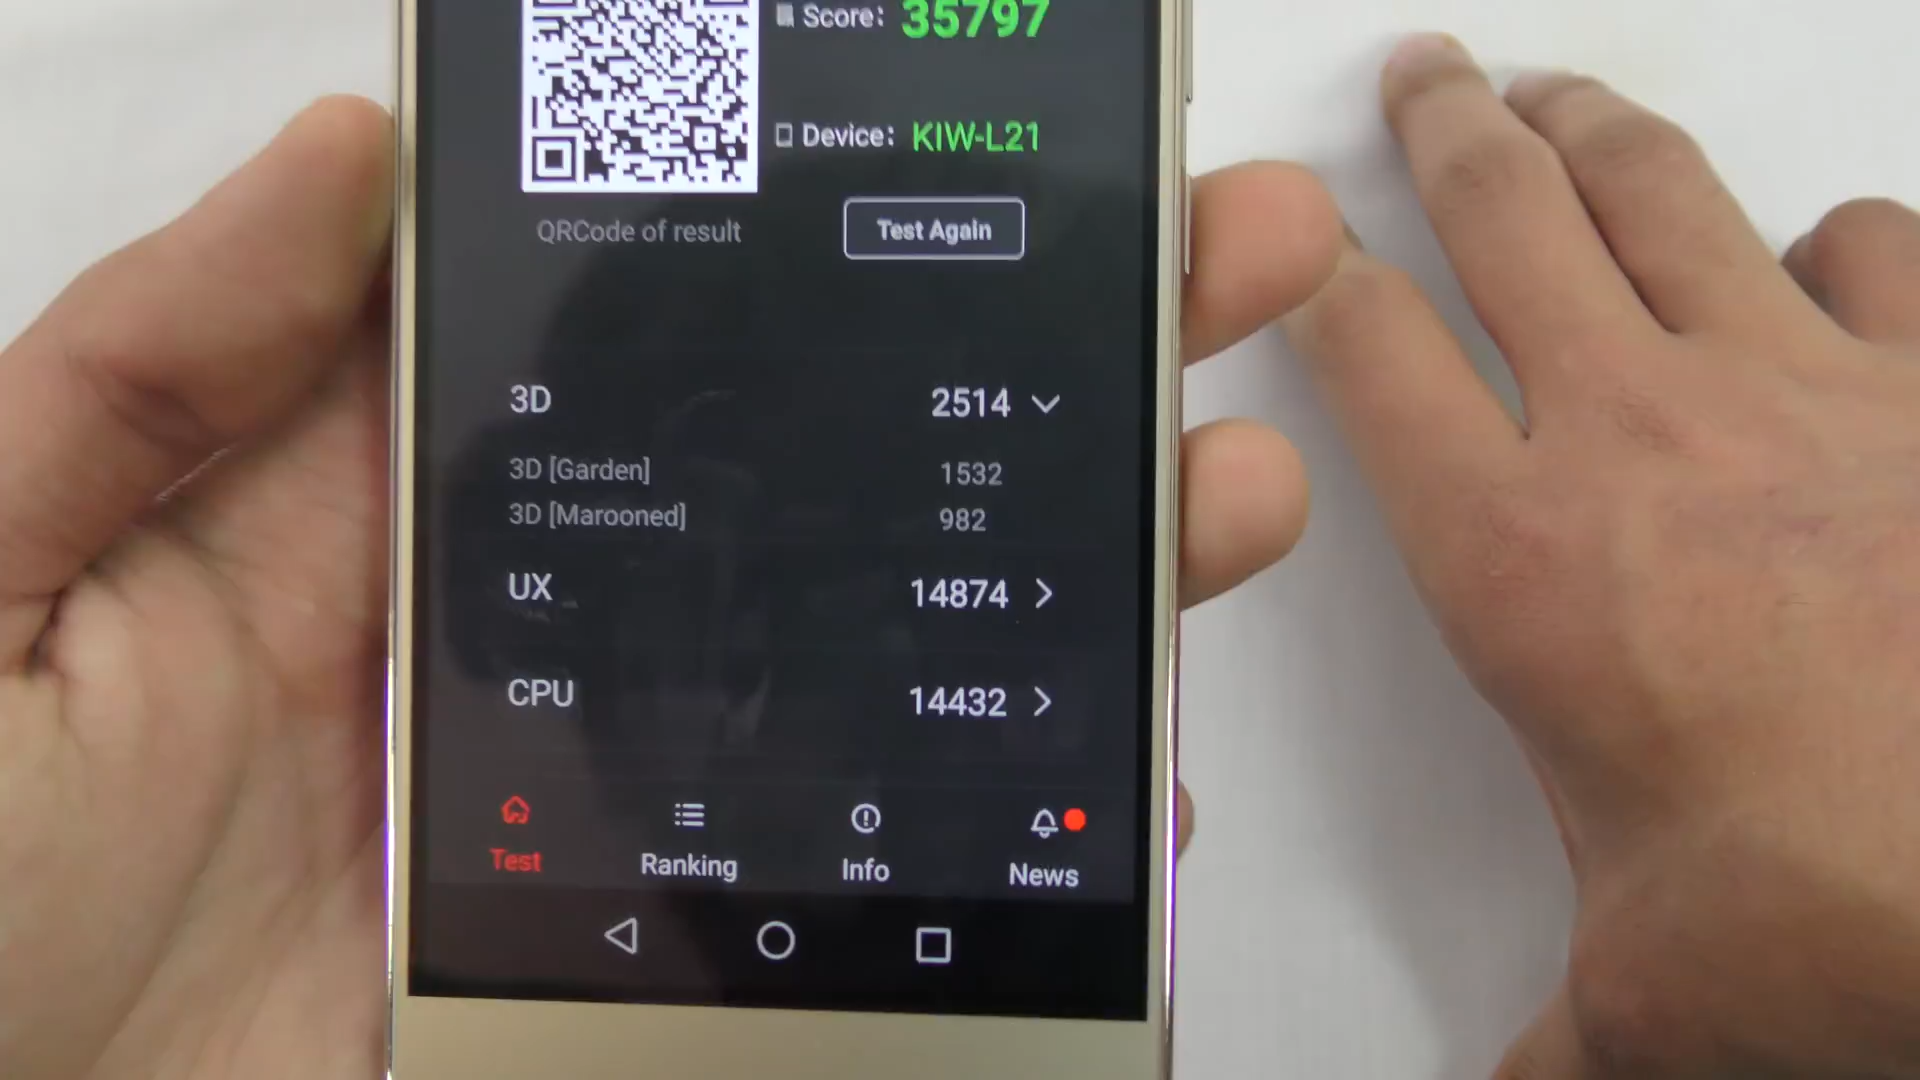 Score: 35797
Device: KIW-L21
QRCode of result
Test Again
3D 2514
3D [Garden] 1532
3D [Marooned] 982
UX 14874
CPU 14432
Test Ranking Info News